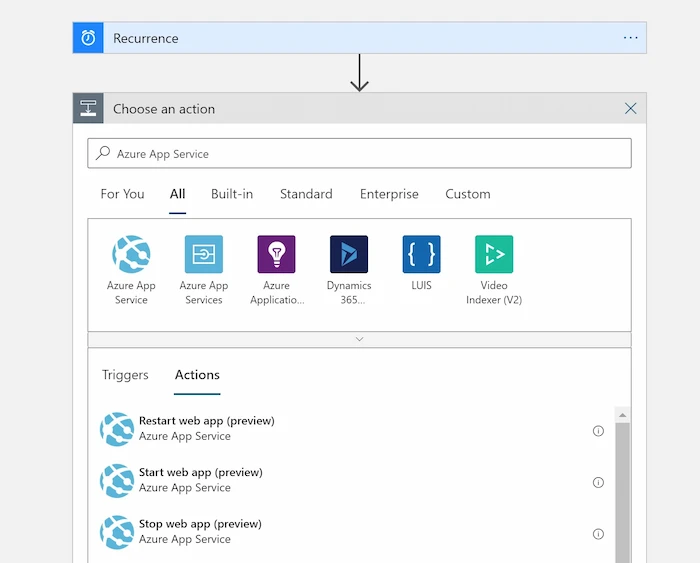 Recurrence
Choose an action
Azure App Service
For You All Built-in Standard Enterprise Custom
Azure App Service
Azure App Services
Azure Applicatio...
Dynamics 365...
LUIS
Video Indexer (V2)
Triggers Actions
Restart web app (preview)
Azure App Service
Start web app (preview)
Azure App Service
Stop web app (preview)
Azure App Service